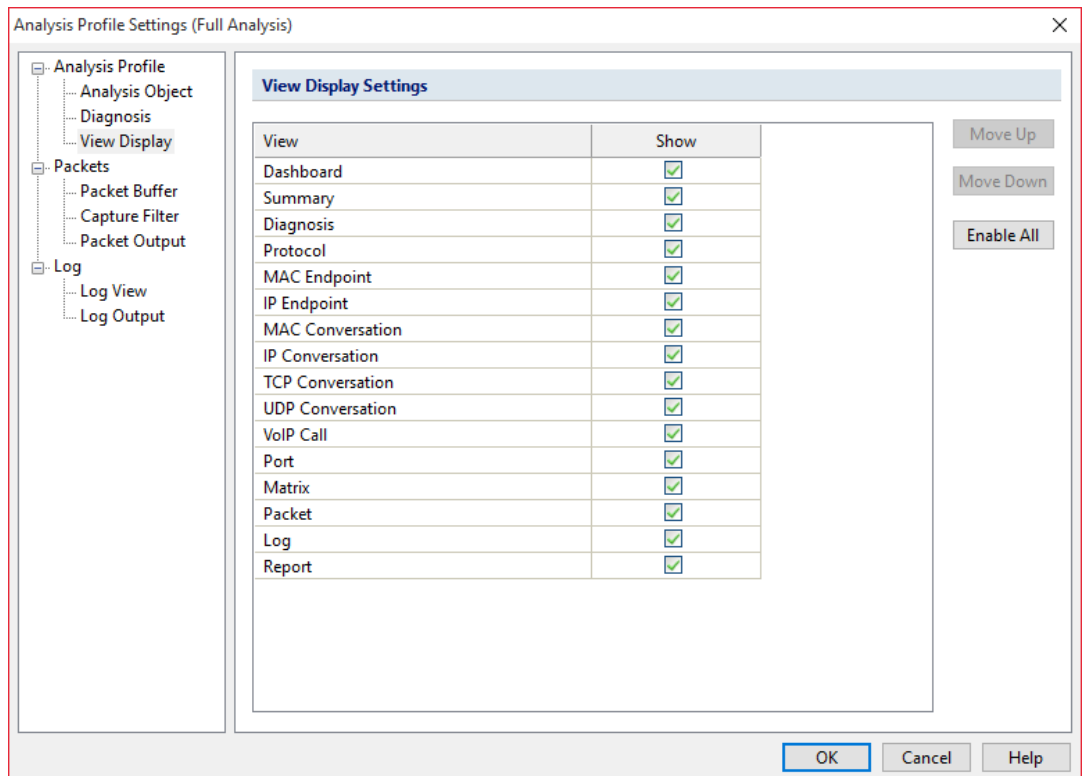 Analysis Profile Settings (Full Analysis)
Analysis Profile
Analysis Object
Diagnosis
View Display
Packets
Packet Buffer
Capture Filter
Packet Output
Log
Log View
Log Output
View Display Settings
View Show
Dashboard
Summary
Diagnosis
Protocol
MAC Endpoint
IP Endpoint
MAC Conversation
IP Conversation
TCP Conversation
UDP Conversation
VoIP Call
Port
Matrix
Packet
Log
Report
Move Up
Move Down
Enable All
OK Cancel Help